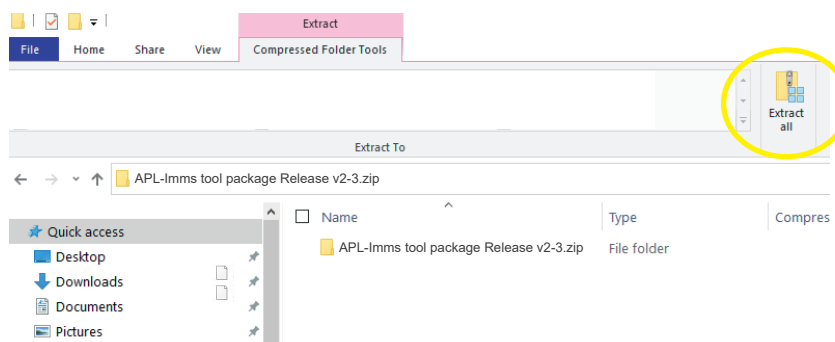 Extract
File Home Share View Compressed Folder Tools
Extract
all
Extract To
APL-Imms tool package Release v2-3.zip
Name Type Compres
Quick access
APL-Imms tool package Release v2-3.zip File folder
Desktop
Downloads
Documents
Pictures